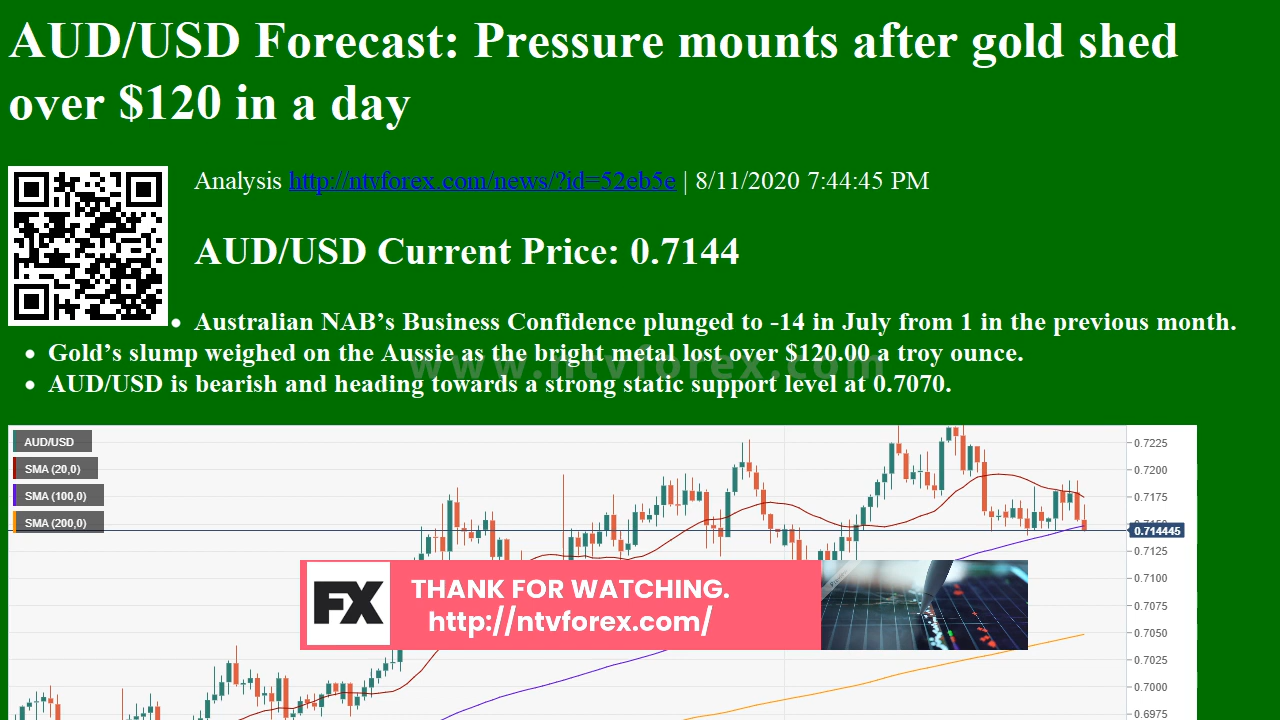 AUD/USD Forecast: Pressure mounts after gold shed
over $120 in a day
Analysis http://ntvforex.com/news/?id=52eb5e | 8/11/2020 7:44:45 PM
AUD/USD Current Price: 0.7144
• Australian NAB’s Business Confidence plunged to -14 in July from 1 in the previous month.
• Gold’s slump weighed on the Aussie as the bright metal lost over $120.00 a troy ounce.
www.ntvforex.com
• AUD/USD is bearish and heading towards a strong static support level at 0.7070.
AUD/USD
SMA (20,0)
SMA (100,0)
SMA (200,0)
0.7225
0.7200
0.7175
0.714445
0.7125
0.7100
0.7075
0.7050
0.7025
0.7000
0.6975
FX
THANK FOR WATCHING.
http://ntvforex.com/